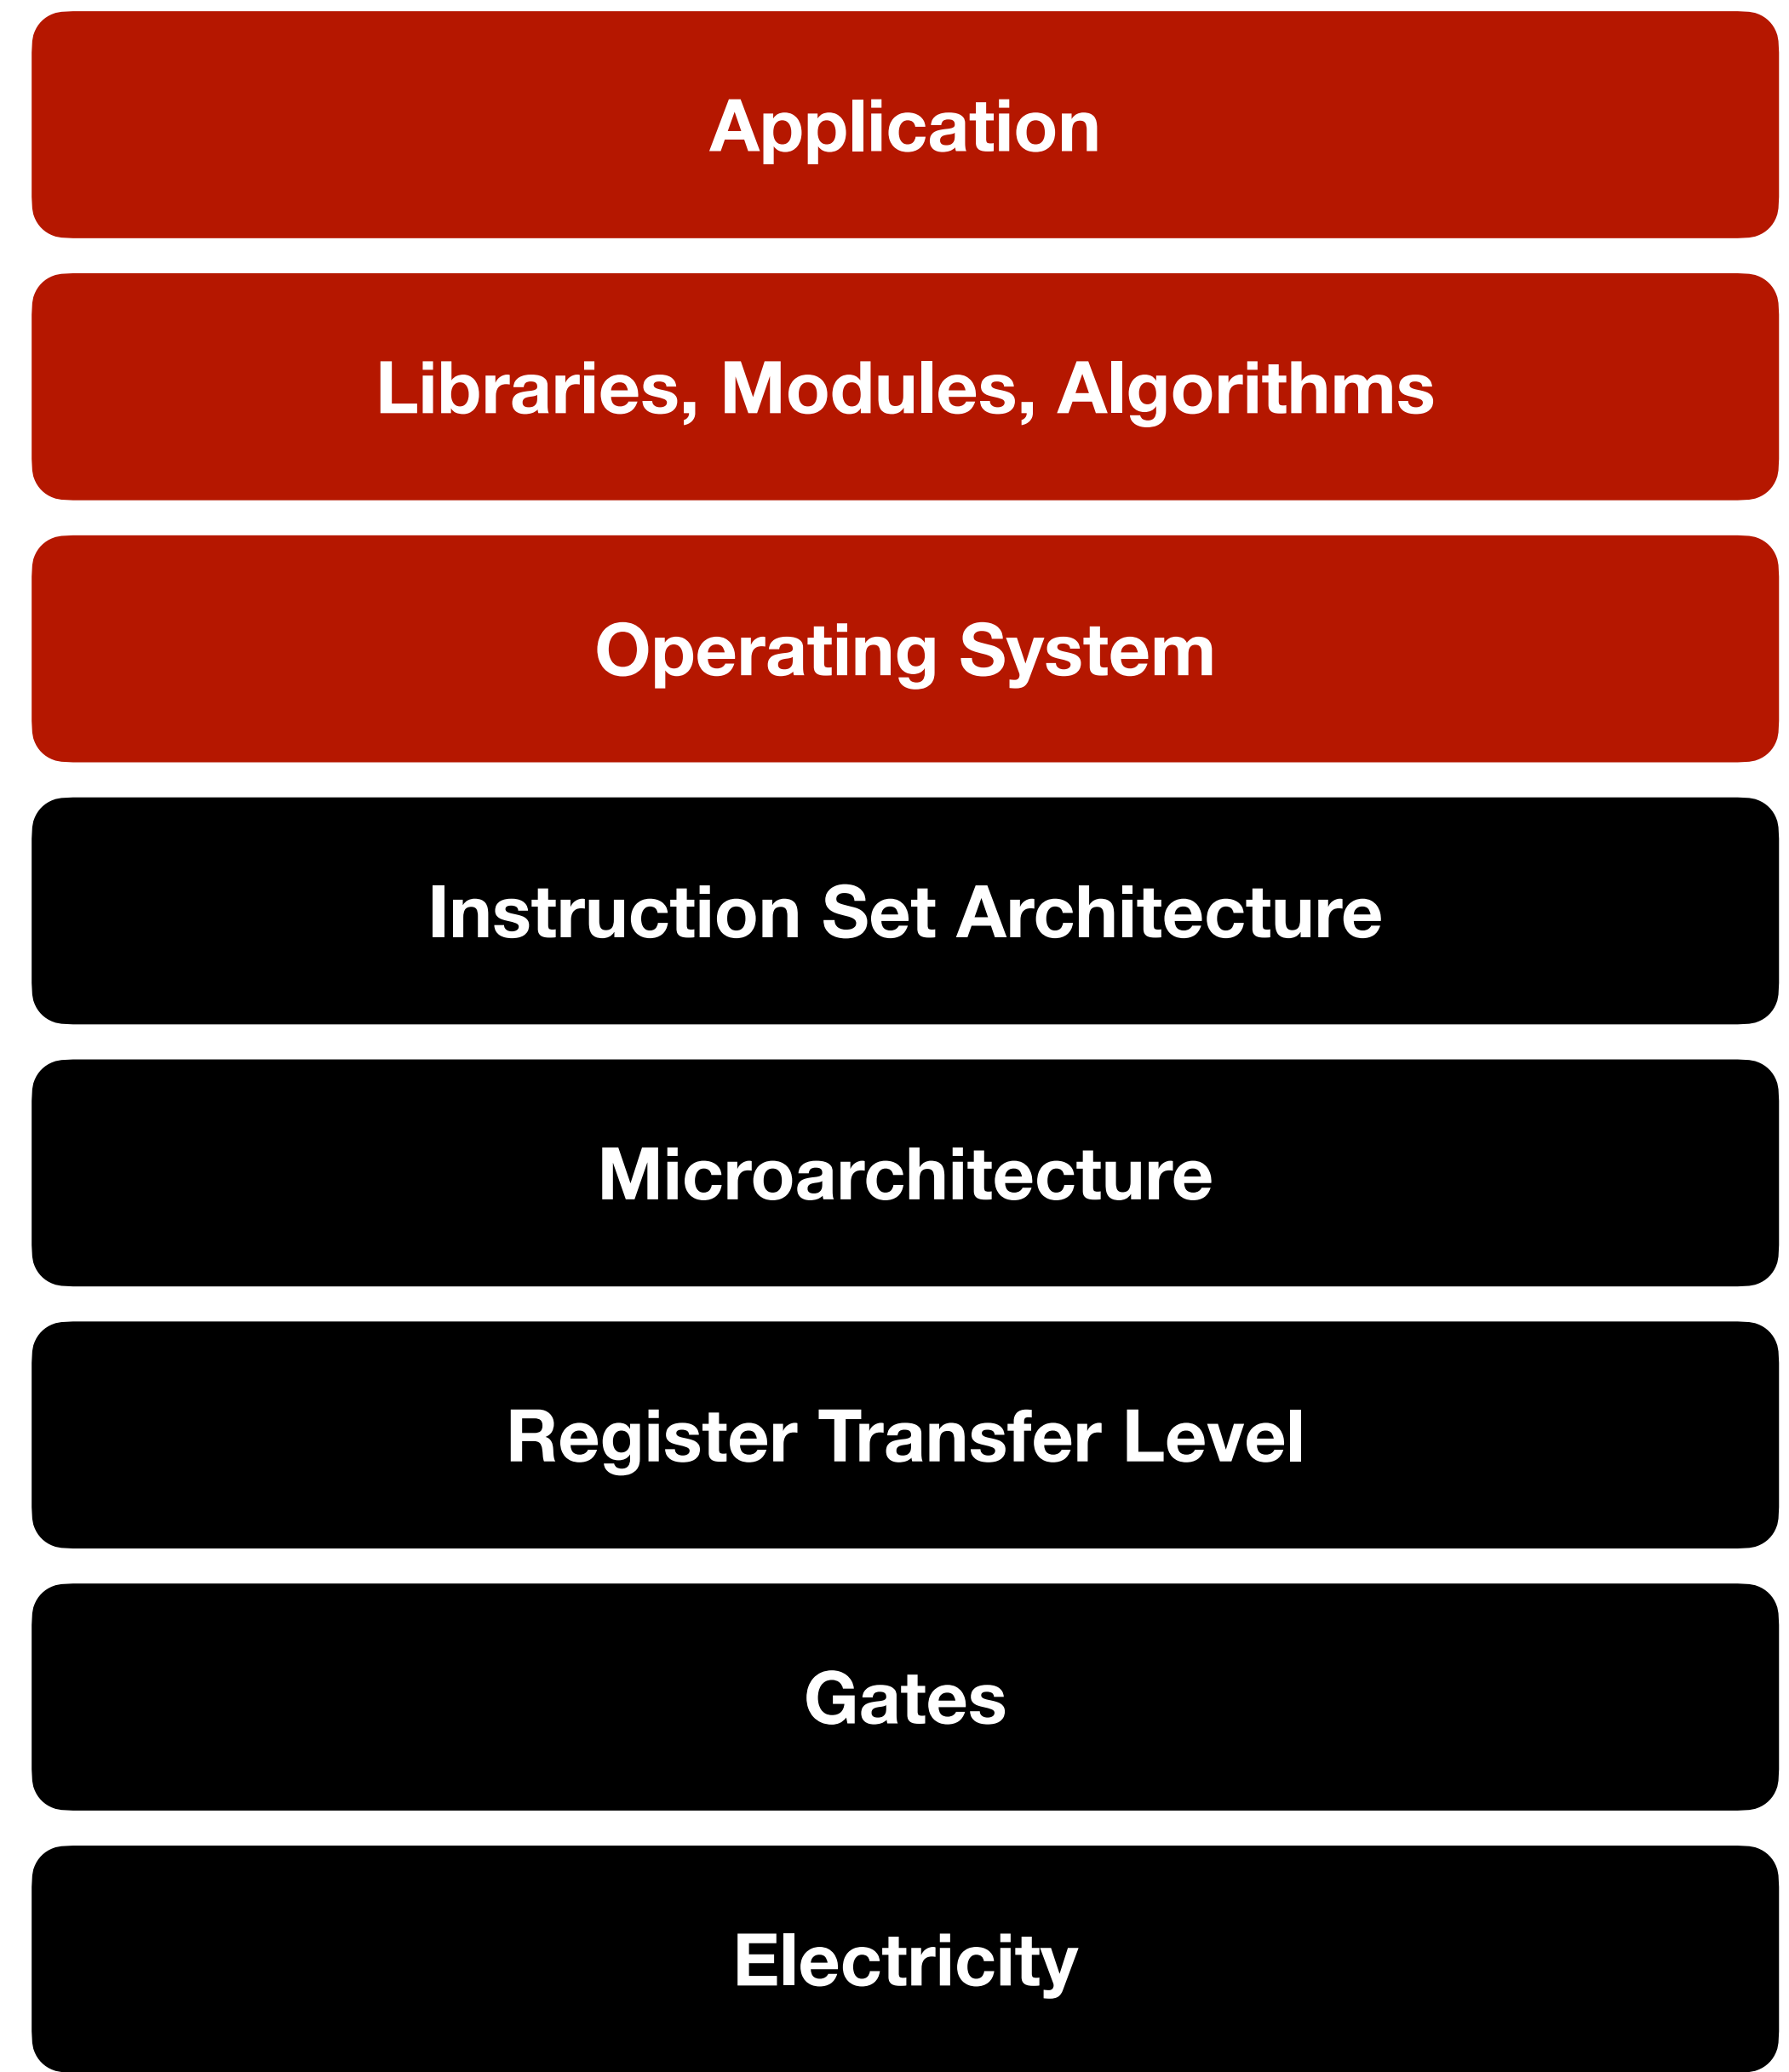 Application
Libraries, Modules, Algorithms
Operating System
Instruction Set Architecture
Microarchitecture
Register Transfer Level
Gates
Electricity